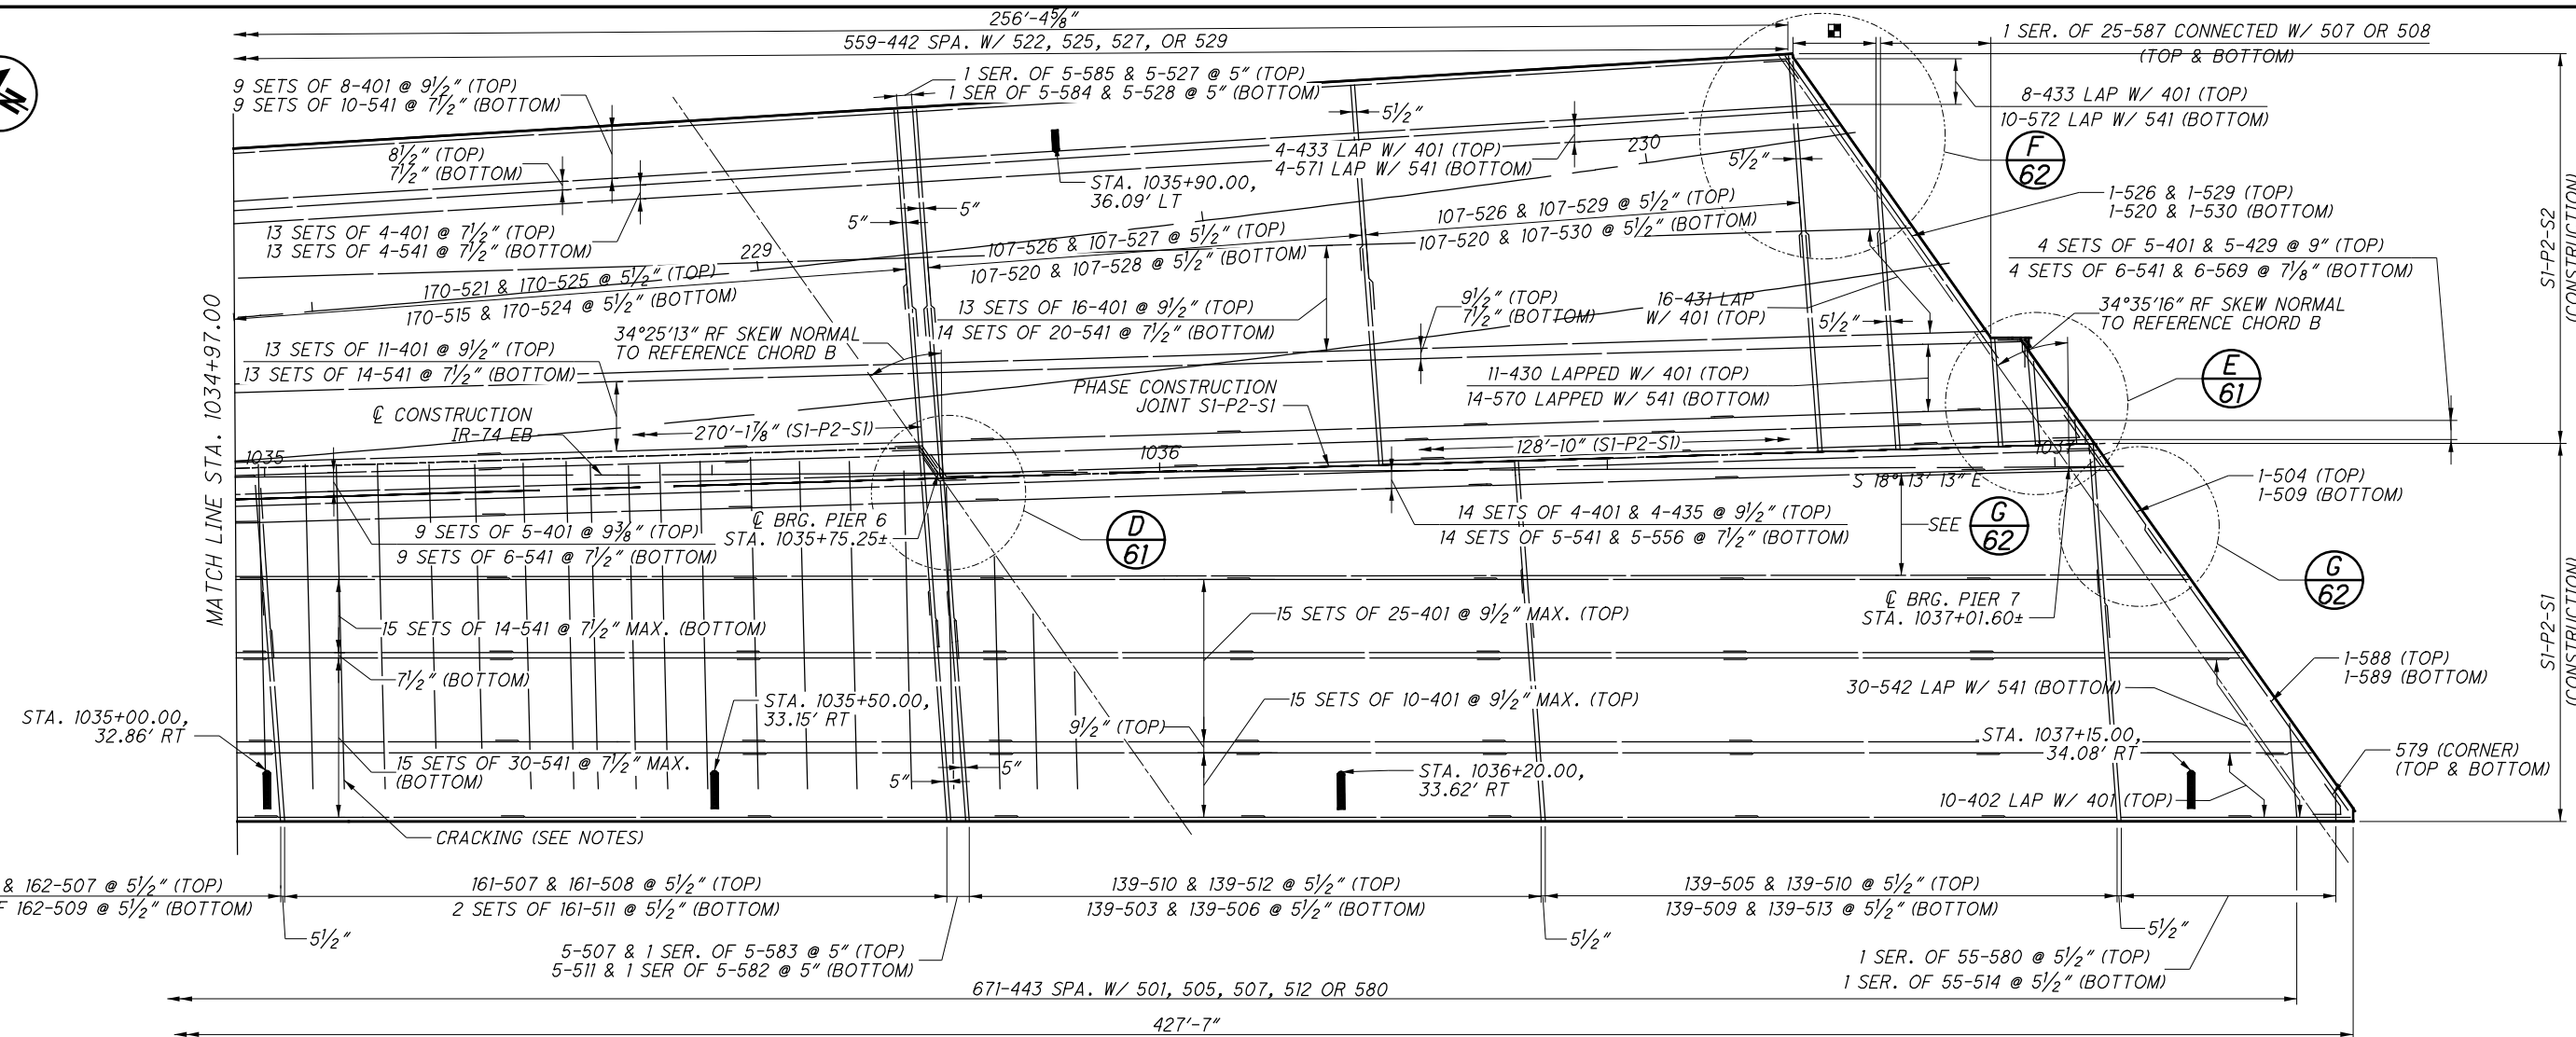 256'-4⅝"
559-442 SPA. W/ 522, 525, 527, OR 529
1 SER. OF 25-587 CONNECTED W/ 507 OR 508
(TOP & BOTTOM)
N
9 SETS OF 8-401 @ 9½" (TOP)
9 SETS OF 10-541 @ 7½" (BOTTOM)
1 SER. OF 5-585 & 5-527 @ 5" (TOP)
1 SER OF 5-584 & 5-528 @ 5" (BOTTOM)
5½"
8-433 LAP W/ 401 (TOP)
10-572 LAP W/ 541 (BOTTOM)
F
62
8½" (TOP)
7½" (BOTTOM)
4-433 LAP W/ 401 (TOP)
4-571 LAP W/ 541 (BOTTOM)
230
5½"
STA. 1035+90.00,
36.09' LT
1-526 & 1-529 (TOP)
1-520 & 1-530 (BOTTOM)
S1-P2-S2
(CONSTRUCTION)
13 SETS OF 4-401 @ 7½" (TOP)
13 SETS OF 4-541 @ 7½" (BOTTOM)
5"
5"
107-526 & 107-529 @ 5½" (TOP)
107-520 & 107-530 @ 5½" (BOTTOM)
229
107-526 & 107-527 @ 5½" (TOP)
107-520 & 107-528 @ 5½" (BOTTOM)
4 SETS OF 5-401 & 5-429 @ 9" (TOP)
4 SETS OF 6-541 & 6-569 @ 7⅛" (BOTTOM)
170-521 & 170-525 @ 5½" (TOP)
170-515 & 170-524 @ 5½" (BOTTOM)
13 SETS OF 16-401 @ 9½" (TOP)
14 SETS OF 20-541 @ 7½" (BOTTOM)
9½" (TOP)
7½" (BOTTOM)
16-431 LAP
W/ 401 (TOP)
5½"
34°35'16" RF SKEW NORMAL
TO REFERENCE CHORD B
MATCH LINE STA. 1034+97.00
34°25'13" RF SKEW NORMAL
TO REFERENCE CHORD B
13 SETS OF 11-401 @ 9½" (TOP)
13 SETS OF 14-541 @ 7½" (BOTTOM)
PHASE CONSTRUCTION
JOINT S1-P2-S1
11-430 LAPPED W/ 401 (TOP)
14-570 LAPPED W/ 541 (BOTTOM)
E
61
℄ CONSTRUCTION
IR-74 EB
270'-1⅞" (S1-P2-S1)
128'-10" (S1-P2-S1)
1035
1036
1037
S 18° 13' 13" E
1-504 (TOP)
1-509 (BOTTOM)
9 SETS OF 5-401 @ 9⅜" (TOP)
9 SETS OF 6-541 @ 7½" (BOTTOM)
℄ BRG. PIER 6
STA. 1035+75.25±
D
61
14 SETS OF 4-401 & 4-435 @ 9½" (TOP)
14 SETS OF 5-541 & 5-556 @ 7½" (BOTTOM)
SEE
G
62
G
62
℄ BRG. PIER 7
STA. 1037+01.60±
S1-P2-S1
(CONSTRUCTION)
15 SETS OF 14-541 @ 7½" MAX. (BOTTOM)
15 SETS OF 25-401 @ 9½" MAX. (TOP)
7½" (BOTTOM)
1-588 (TOP)
1-589 (BOTTOM)
30-542 LAP W/ 541 (BOTTOM)
STA. 1035+00.00,
32.86' RT
STA. 1035+50.00,
33.15' RT
15 SETS OF 10-401 @ 9½" MAX. (TOP)
9½" (TOP)
STA. 1037+15.00,
34.08' RT
579 (CORNER)
(TOP & BOTTOM)
15 SETS OF 30-541 @ 7½" MAX.
(BOTTOM)
5"
5"
STA. 1036+20.00,
33.62' RT
10-402 LAP W/ 401 (TOP)
CRACKING (SEE NOTES)
& 162-507 @ 5½" (TOP)
F 162-509 @ 5½" (BOTTOM)
161-507 & 161-508 @ 5½" (TOP)
2 SETS OF 161-511 @ 5½" (BOTTOM)
139-510 & 139-512 @ 5½" (TOP)
139-503 & 139-506 @ 5½" (BOTTOM)
139-505 & 139-510 @ 5½" (TOP)
139-509 & 139-513 @ 5½" (BOTTOM)
5½"
5½"
5½"
5-507 & 1 SER. OF 5-583 @ 5" (TOP)
5-511 & 1 SER OF 5-582 @ 5" (BOTTOM)
1 SER. OF 55-580 @ 5½" (TOP)
1 SER. OF 55-514 @ 5½" (BOTTOM)
671-443 SPA. W/ 501, 505, 507, 512 OR 580
427'-7"